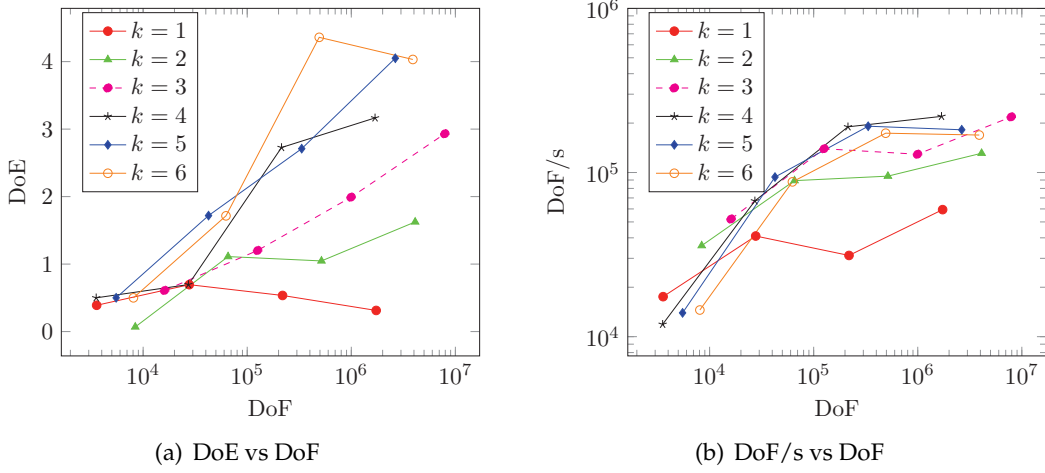 k = 1
k = 2
k = 3
k = 4
k = 5
k = 6
4
3
2
1
0
DoE
10^4
10^5
10^6
10^7
DoF
(a) DoE vs DoF
k = 1
k = 2
k = 3
k = 4
k = 5
k = 6
10^6
10^5
10^4
DoF/s
10^4
10^5
10^6
10^7
DoF
(b) DoF/s vs DoF